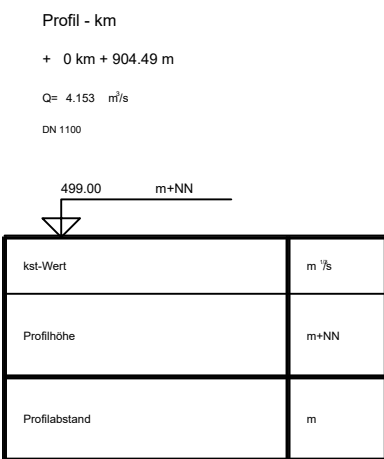 Profil - km
+ 0 km + 904.49 m
Q= 4.153 m³/s
DN 1100
499.00 m+NN
kst-Wert m ¹/³/s
Profilhöhe m+NN
Profilabstand m